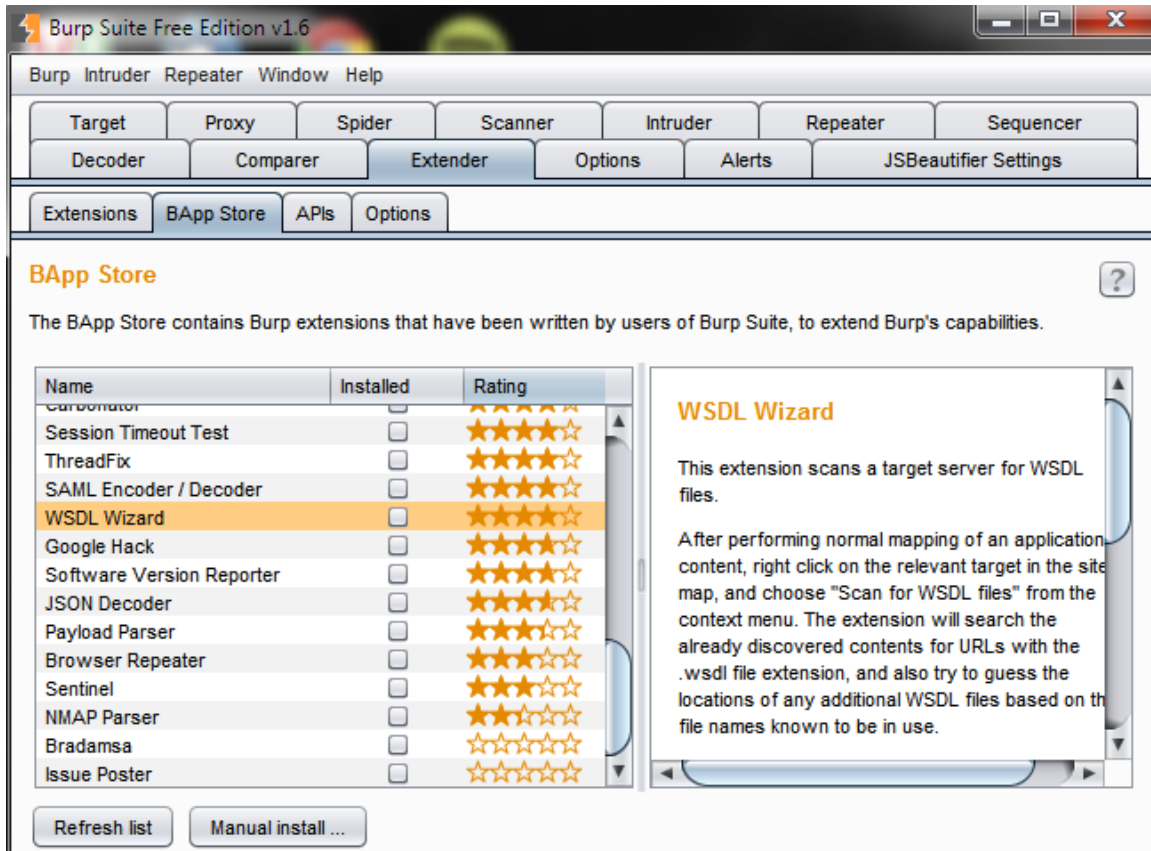 Burp Suite Free Edition v1.6
Burp Intruder Repeater Window Help
Target Proxy Spider Scanner Intruder Repeater Sequencer
Decoder Comparer Extender Options Alerts JSBeautifier Settings
Extensions BApp Store APIs Options
BApp Store
?
The BApp Store contains Burp extensions that have been written by users of Burp Suite, to extend Burp's capabilities.
Name Installed Rating
Carbonator
Session Timeout Test
ThreadFix
SAML Encoder / Decoder
WSDL Wizard
Google Hack
Software Version Reporter
JSON Decoder
Payload Parser
Browser Repeater
Sentinel
NMAP Parser
Bradamsa
Issue Poster
WSDL Wizard
This extension scans a target server for WSDL
files.
After performing normal mapping of an application
content, right click on the relevant target in the site
map, and choose "Scan for WSDL files" from the
context menu. The extension will search the
already discovered contents for URLs with the
.wsdl file extension, and also try to guess the
locations of any additional WSDL files based on th
file names known to be in use.
Refresh list Manual install ...